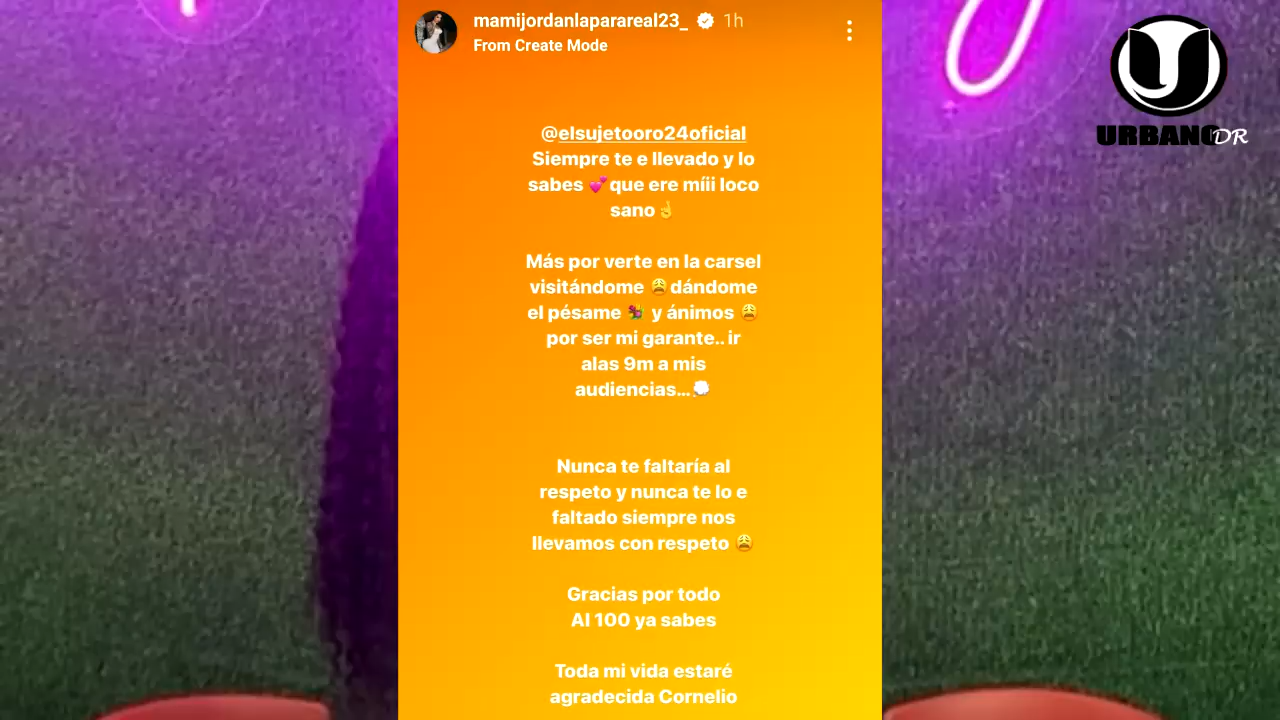 mamijordanlaparareal23_ 1h
From Create Mode
URBANO DR
@elsujetooro24oficial
Siempre te e llevado y lo
sabes 💕que ere míii loco
sano🤞
Más por verte en la carsel
visitándome 😩dándome
el pésame 💐 y ánimos 😩
por ser mi garante.. ir
alas 9m a mis
audiencias...💭
Nunca te faltaría al
respeto y nunca te lo e
faltado siempre nos
llevamos con respeto 😩
Gracias por todo
Al 100 ya sabes
Toda mi vida estaré
agradecida Cornelio